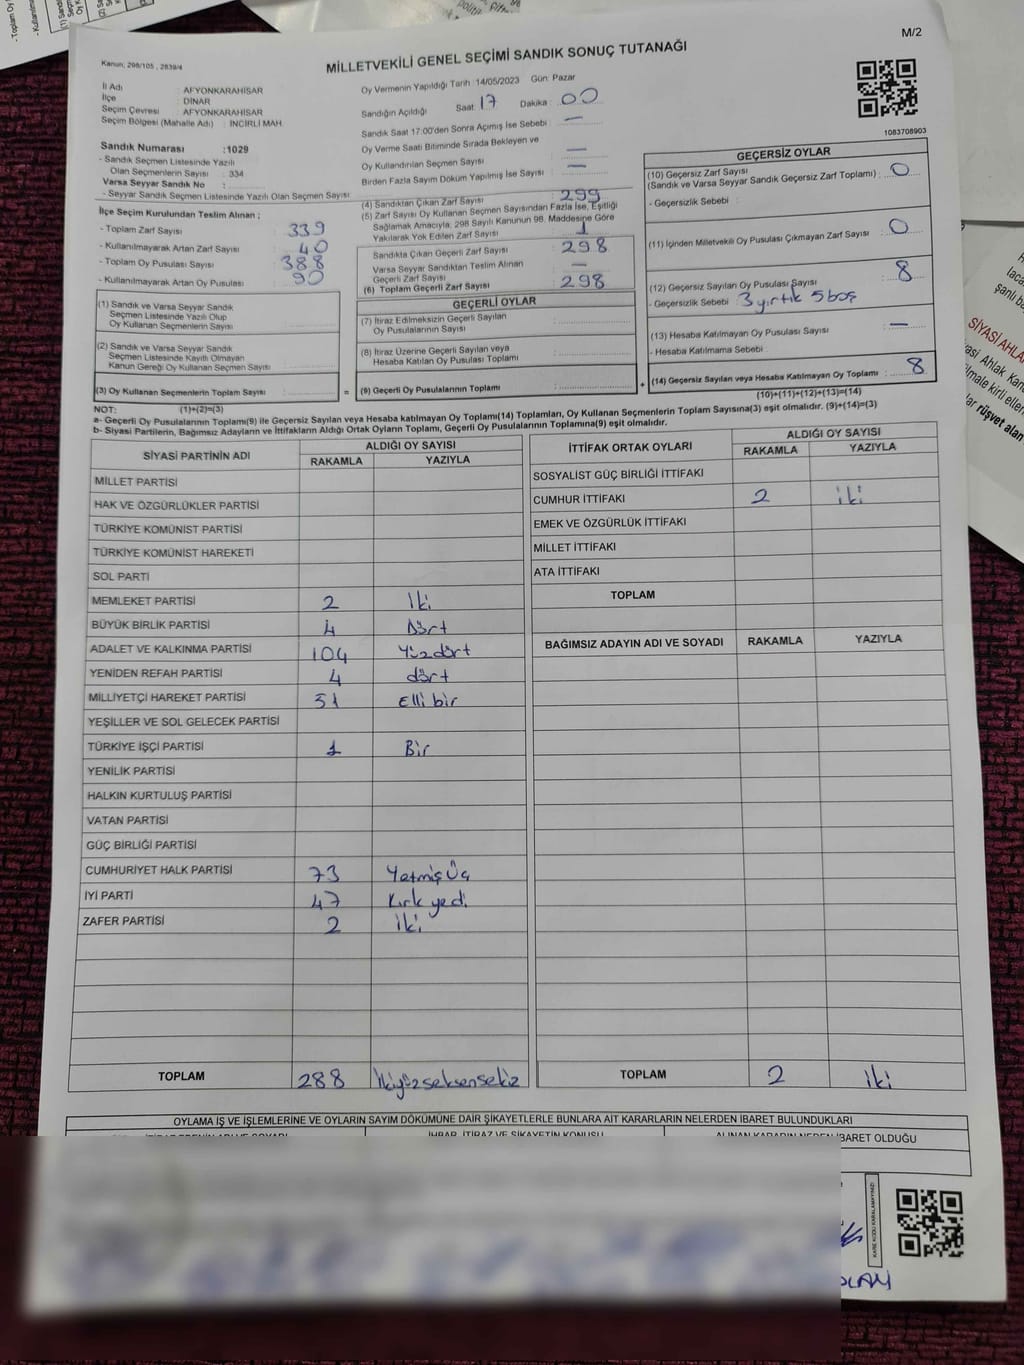 M/2
Kanun: 298/105 , 2839/4
MİLLETVEKİLİ GENEL SEÇİMİ SANDIK SONUÇ TUTANAĞI
İl Adı : AFYONKARAHİSAR
İlçe : DİNAR
Seçim Çevresi : AFYONKARAHİSAR
Seçim Bölgesi (Mahalle Adı) : İNCİRLİ MAH.
Sandık Numarası :1029
- Sandık Seçmen Listesinde Yazılı
Olan Seçmenlerin Sayısı : 334
Varsa Seyyar Sandık No :
- Seyyar Sandık Seçmen Listesinde Yazılı Olan Seçmen Sayısı
İlçe Seçim Kurulundan Teslim Alınan ;
- Toplam Zarf Sayısı : 339
- Kullanılmayarak Artan Zarf Sayısı : 40
- Toplam Oy Pusulası Sayısı : 388
- Kullanılmayarak Artan Oy Pusulası : 90
Oy Vermenin Yapıldığı Tarih : 14/05/2023 Gün: Pazar
Sandığın Açıldığı Saat : 17 Dakika : 00
Sandık Saat 17:00'den Sonra Açımış İse Sebebi : —
Oy Verme Saati Bitiminde Sırada Bekleyen ve
Oy Kullandırılan Seçmen Sayısı : —
Birden Fazla Sayım Döküm Yapılmış İse Sayısı : —
(4) Sandıktan Çıkan Zarf Sayısı : 299
(5) Zarf Sayısı Oy Kullanan Seçmen Sayısından Fazla İse, Eşitliği
Sağlamak Amacıyla, 298 Sayılı Kanunun 98. Maddesine Göre
Yakılarak Yok Edilen Zarf Sayısı : 1
Sandıkta Çıkan Geçerli Zarf Sayısı : 298
Varsa Seyyar Sandıktan Teslim Alınan
Geçerli Zarf Sayısı : —
(6) Toplam Geçerli Zarf Sayısı : 298
1083708903
GEÇERSİZ OYLAR
(10) Geçersiz Zarf Sayısı : 0
(Sandık ve Varsa Seyyar Sandık Geçersiz Zarf Toplamı)
- Geçersizlik Sebebi :
(11) İçinden Milletvekili Oy Pusulası Çıkmayan Zarf Sayısı : 0
(12) Geçersiz Sayılan Oy Pusulası Sayısı : 8
- Geçersizlik Sebebi : 3 yırtık 5 boş
(13) Hesaba Katılmayan Oy Pusulası Sayısı : —
- Hesaba Katılmama Sebebi :
(14) Geçersiz Sayılan veya Hesaba Katılmayan Oy Toplamı : 8
(10)+(11)+(12)+(13)=(14)
(1) Sandık ve Varsa Seyyar Sandık
Seçmen Listesinde Yazılı Olup
Oy Kullanan Seçmenlerin Sayısı :
(2) Sandık ve Varsa Seyyar Sandık
Seçmen Listesinde Kayıtlı Olmayan
Kanun Gereği Oy Kullanan Seçmen Sayısı :
(3) Oy Kullanan Seçmenlerin Toplam Sayısı : =
(1)+(2)=(3)
GEÇERLİ OYLAR
(7) İtiraz Edilmeksizin Geçerli Sayılan
Oy Pusulalarının Sayısı :
(8) İtiraz Üzerine Geçerli Sayılan veya
Hesaba Katılan Oy Pusulası Toplamı :
(9) Geçerli Oy Pusulalarının Toplamı : +
NOT:
a- Geçerli Oy Pusulalarının Toplamı(9) ile Geçersiz Sayılan veya Hesaba katılmayan Oy Toplamı(14) Toplamları, Oy Kullanan Seçmenlerin Toplam Sayısına(3) eşit olmalıdır. (9)+(14)=(3)
b- Siyasi Partilerin, Bağımsız Adayların ve İttifakların Aldığı Ortak Oyların Toplamı, Geçerli Oy Pusulalarının Toplamına(9) eşit olmalıdır.
SİYASİ PARTİNİN ADI ALDIĞI OY SAYISI
RAKAMLA YAZIYLA
MİLLET PARTİSİ
HAK VE ÖZGÜRLÜKLER PARTİSİ
TÜRKİYE KOMÜNİST PARTİSİ
TÜRKİYE KOMÜNİST HAREKETİ
SOL PARTİ
MEMLEKET PARTİSİ 2 İki
BÜYÜK BİRLİK PARTİSİ 4 Dört
ADALET VE KALKINMA PARTİSİ 104 Yüzdört
YENİDEN REFAH PARTİSİ 4 dört
MİLLİYETÇİ HAREKET PARTİSİ 51 Elli bir
YEŞİLLER VE SOL GELECEK PARTİSİ
TÜRKİYE İŞÇİ PARTİSİ 1 Bir
YENİLİK PARTİSİ
HALKIN KURTULUŞ PARTİSİ
VATAN PARTİSİ
GÜÇ BİRLİĞİ PARTİSİ
CUMHURİYET HALK PARTİSİ 73 Yetmiş Üç
İYİ PARTİ 47 Kırk yedi
ZAFER PARTİSİ 2 iki
TOPLAM 288 İkiyüzseksensekiz
İTTİFAK ORTAK OYLARI ALDIĞI OY SAYISI
RAKAMLA YAZIYLA
SOSYALİST GÜÇ BİRLİĞİ İTTİFAKI
CUMHUR İTTİFAKI 2 iki
EMEK VE ÖZGÜRLÜK İTTİFAKI
MİLLET İTTİFAKI
ATA İTTİFAKI
TOPLAM
BAĞIMSIZ ADAYIN ADI VE SOYADI RAKAMLA YAZIYLA
TOPLAM 2 iki
OYLAMA İŞ VE İŞLEMLERİNE VE OYLARIN SAYIM DÖKÜMÜNE DAİR ŞİKAYETLERLE BUNLARA AİT KARARLARIN NELERDEN İBARET BULUNDUKLARI
İHBAR, İTİRAZ VE ŞİKAYETİN KONUSU ALINAN KARARIN NEDEN İBARET OLDUĞU
KARE KODU KARALAMAYINIZ!
SİYASİ AHLA
asi Ahlak Kan
lar rüşvet alan